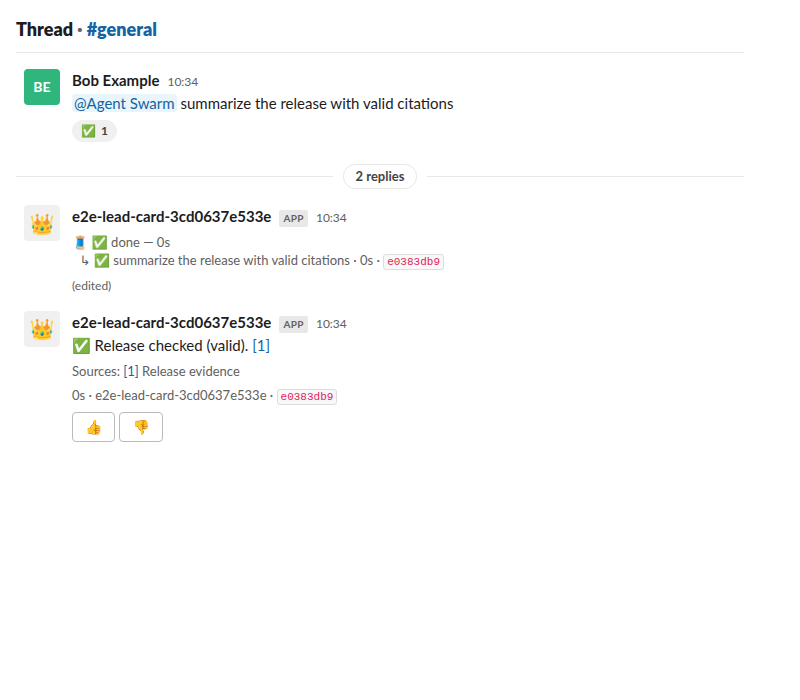 Thread • #general
BE
Bob Example 10:34
@Agent Swarm summarize the release with valid citations
✅ 1
2 replies
e2e-lead-card-3cd0637e533e APP 10:34
🧵 ✅ done — 0s
↳ ✅ summarize the release with valid citations · 0s · e0383db9
(edited)
e2e-lead-card-3cd0637e533e APP 10:34
✅ Release checked (valid). [1]
Sources: [1] Release evidence
0s · e2e-lead-card-3cd0637e533e · e0383db9
👍 👎